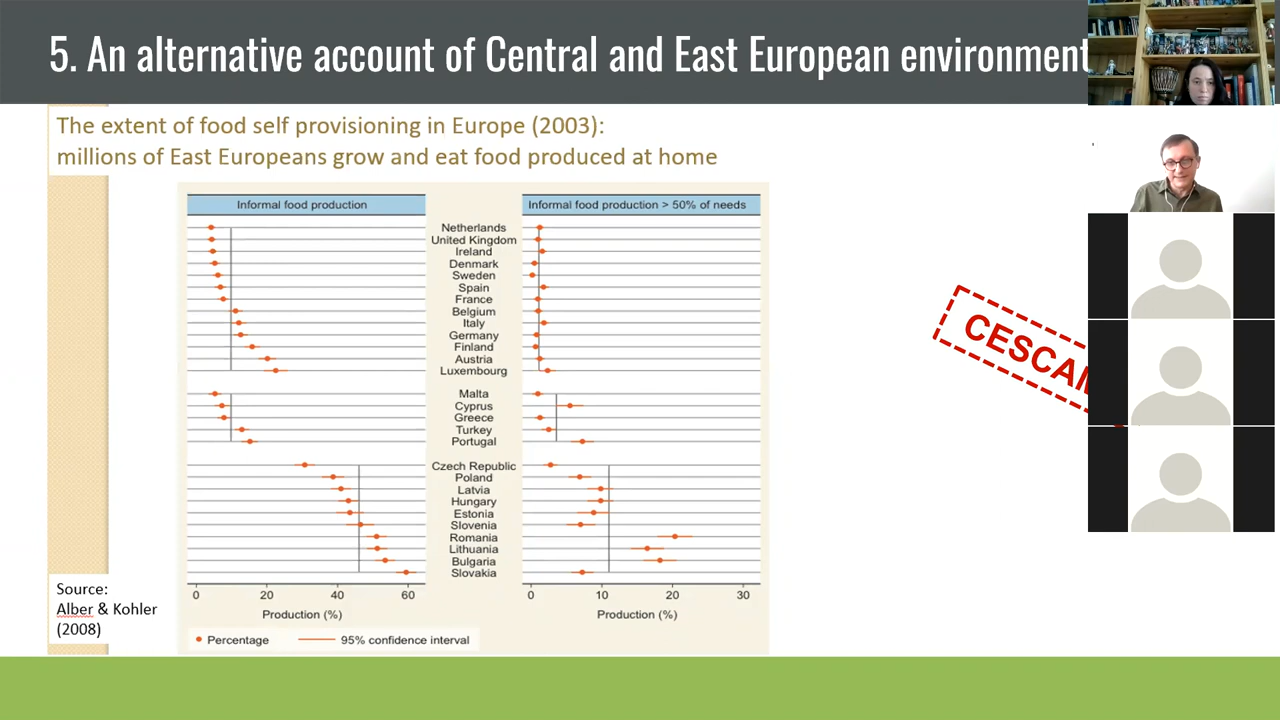 5. An alternative account of Central and East European environment
The extent of food self provisioning in Europe (2003):
millions of East Europeans grow and eat food produced at home
Informal food production
Informal food production > 50% of needs
Netherlands
United Kingdom
Ireland
Denmark
Sweden
Spain
France
Belgium
Italy
Germany
Finland
Austria
Luxembourg
Malta
Cyprus
Greece
Turkey
Portugal
Czech Republic
Poland
Latvia
Hungary
Estonia
Slovenia
Romania
Lithuania
Bulgaria
Slovakia
0 20 40 60
0 10 20 30
Production (%)
Production (%)
Percentage
95% confidence interval
Source:
Alber & Kohler
(2008)